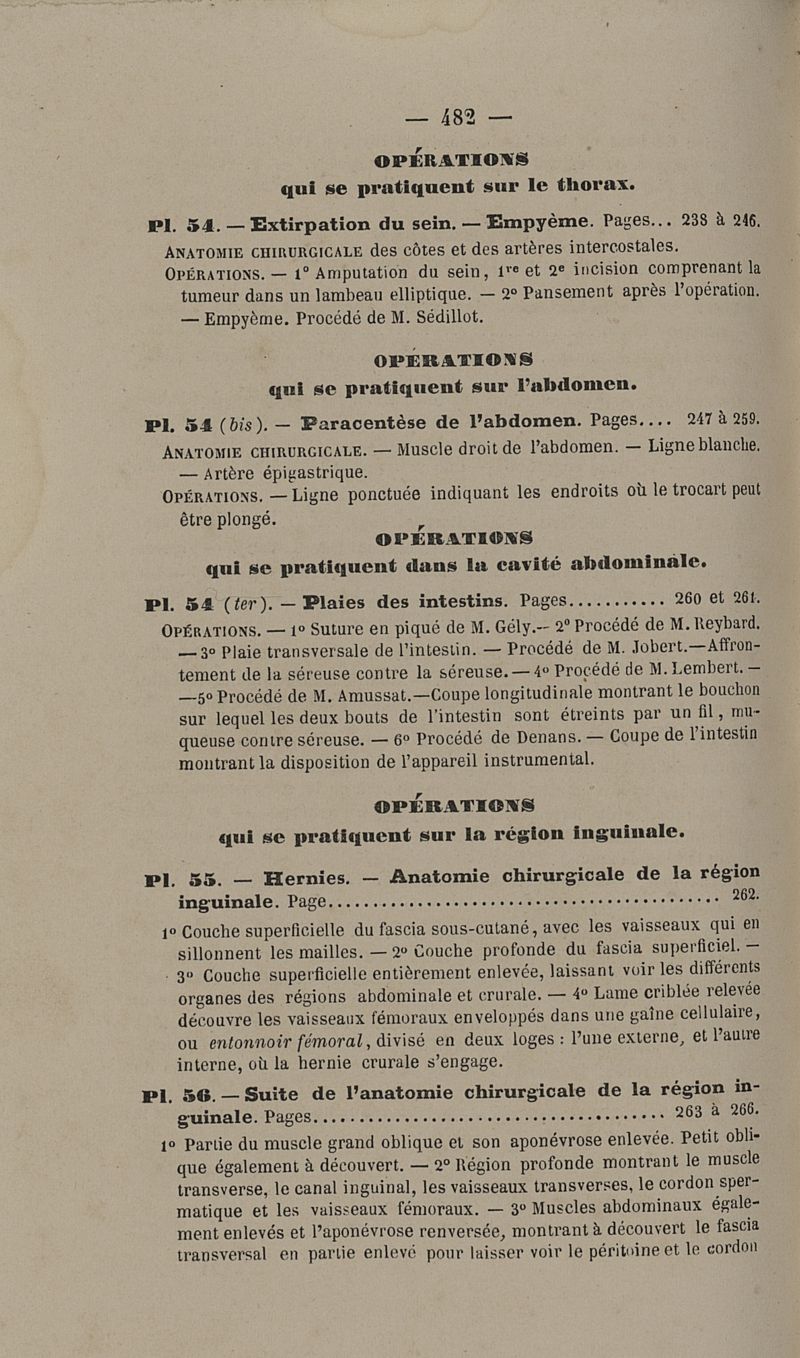 — 482 —
OPÉRATIONS
qui se pratiquent sur le thorax.
Pl. 54. — Extirpation du sein. — Empyème. Pages... 238 à 246.
ANATOMIE CHIRURGICALE des côtes et des artères intercostales.
OPÉRATIONS. — 1° Amputation du sein, 1re et 2e incision comprenant la
tumeur dans un lambeau elliptique. — 2° Pansement après l'opération.
— Empyème. Procédé de M. Sédillot.
OPÉRATIONS
qui se pratiquent sur l'abdomen.
Pl. 54 (bis). — Paracentèse de l'abdomen. Pages.... 247 à 259.
ANATOMIE CHIRURGICALE. — Muscle droit de l'abdomen. — Ligne blanche.
— Artère épigastrique.
OPÉRATIONS. — Ligne ponctuée indiquant les endroits où le trocart peut
être plongé.
OPÉRATIONS
qui se pratiquent dans la cavité abdominale.
Pl. 54 (ter). — Plaies des intestins. Pages........... 260 et 261.
OPÉRATIONS. — 1° Suture en piqué de M. Gély.— 2° Procédé de M. Reybard.
— 3° Plaie transversale de l'intestin. — Procédé de M. Jobert.—Affron-
tement de la séreuse contre la séreuse. — 4° Procédé de M. Lembert. —
—5° Procédé de M. Amussat.—Coupe longitudinale montrant le bouchon
sur lequel les deux bouts de l'intestin sont étreints par un fil, mu-
queuse contre séreuse. — 6° Procédé de Denans. — Coupe de l'intestin
montrant la disposition de l'appareil instrumental.
OPÉRATIONS
qui se pratiquent sur la région inguinale.
Pl. 55. — Hernies. — Anatomie chirurgicale de la région
inguinale. Page............................................ 262.
1° Couche superficielle du fascia sous-cutané, avec les vaisseaux qui en
sillonnent les mailles. — 2° Couche profonde du fascia superficiel. —
3° Couche superficielle entièrement enlevée, laissant voir les différents
organes des régions abdominale et crurale. — 4° Lame criblée relevée
découvre les vaisseaux fémoraux enveloppés dans une gaîne cellulaire,
ou entonnoir fémoral, divisé en deux loges : l'une externe, et l'autre
interne, où la hernie crurale s'engage.
Pl. 56. — Suite de l'anatomie chirurgicale de la région in-
guinale. Pages....................................... 263 à 266.
1° Partie du muscle grand oblique et son aponévrose enlevée. Petit obli-
que également à découvert. — 2° Région profonde montrant le muscle
transverse, le canal inguinal, les vaisseaux transverses, le cordon sper-
matique et les vaisseaux fémoraux. — 3° Muscles abdominaux égale-
ment enlevés et l'aponévrose renversée, montrant à découvert le fascia
transversal en partie enlevé pour laisser voir le péritoine et le cordon